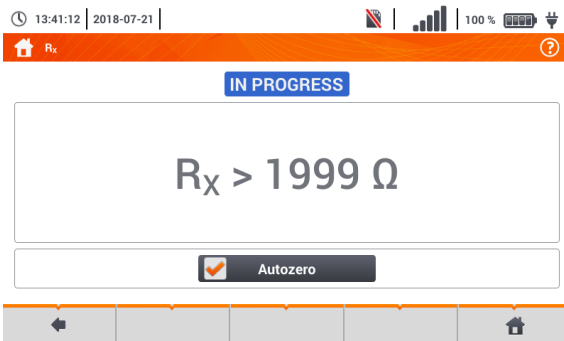 13:41:12 2018-07-21 100 %
Rx ?
IN PROGRESS
RX > 1999 Ω
Autozero